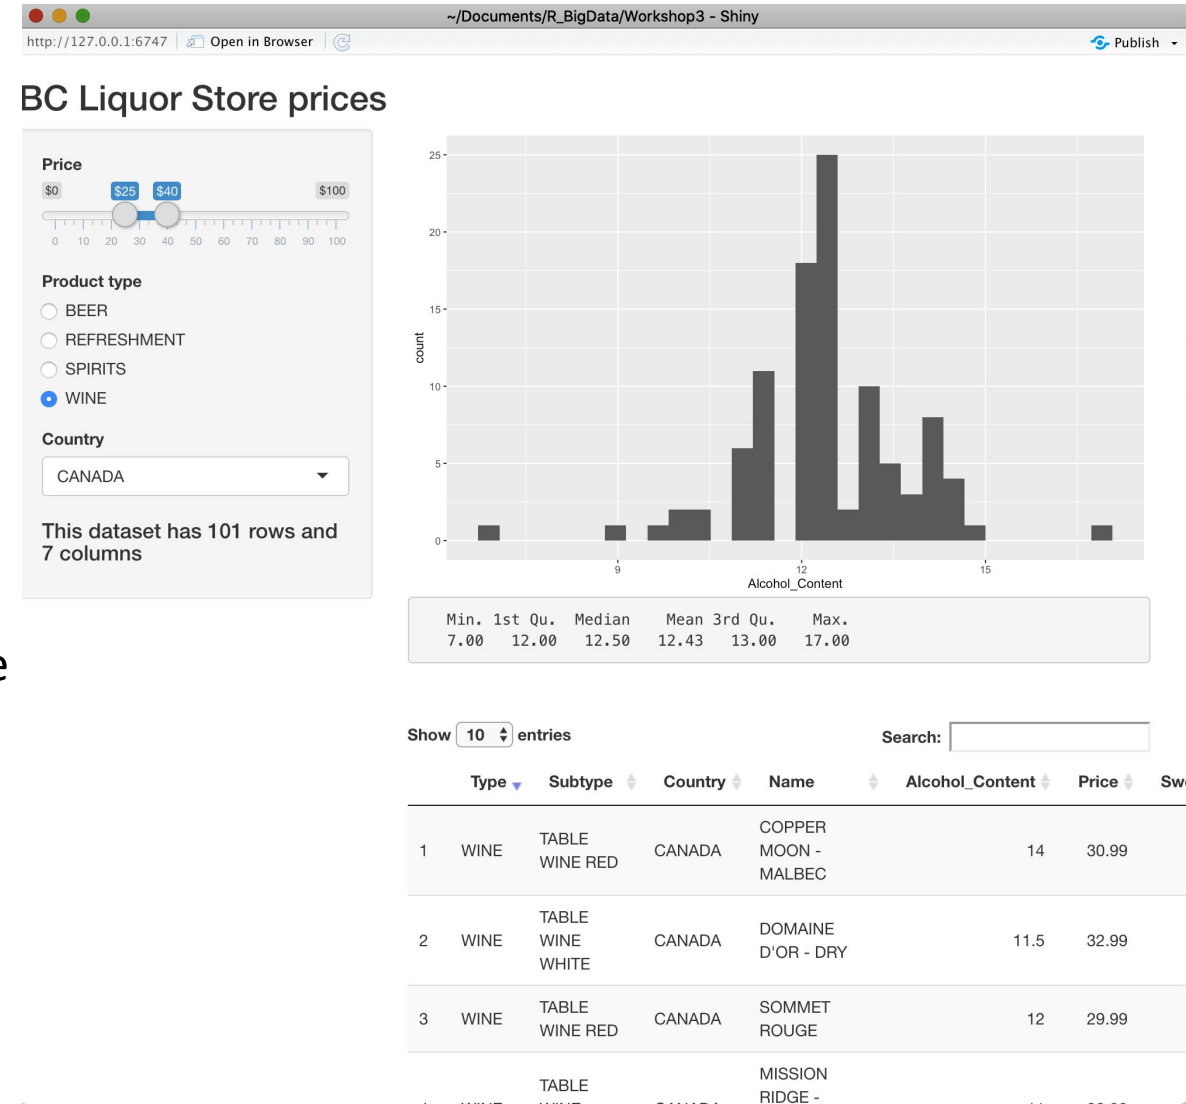 ~/Documents/R_BigData/Workshop3 - Shiny
http://127.0.0.1:6747 Open in Browser Publish
BC Liquor Store prices
Price
$0 $25 $40 $100
0 10 20 30 40 50 60 70 80 90 100
Product type
BEER
REFRESHMENT
SPIRITS
WINE
Country
CANADA
This dataset has 101 rows and
7 columns
25
20
15
10
5
0
count
9 12 15
Alcohol_Content
Min. 1st Qu. Median Mean 3rd Qu. Max.
7.00 12.00 12.50 12.43 13.00 17.00
e
Show 10 entries Search:
Type Subtype Country Name Alcohol_Content Price Swe
1 WINE TABLE WINE RED CANADA COPPER MOON - MALBEC 14 30.99
2 WINE TABLE WINE WHITE CANADA DOMAINE D'OR - DRY 11.5 32.99
3 WINE TABLE WINE RED CANADA SOMMET ROUGE 12 29.99
TABLE MISSION RIDGE -